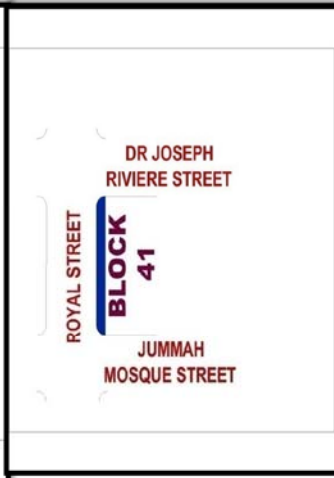 DR JOSEPH
RIVIERE STREET
ROYAL STREET
BLOCK
41
JUMMAH
MOSQUE STREET